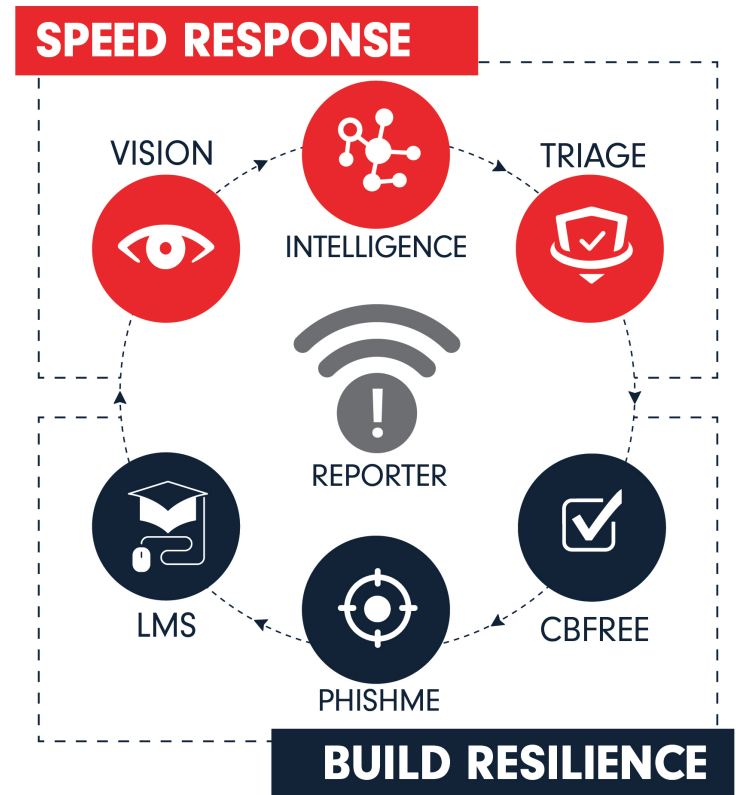 SPEED RESPONSE
VISION
TRIAGE
INTELLIGENCE
!
REPORTER
LMS
CBFREE
PHISHME
BUILD RESILIENCE